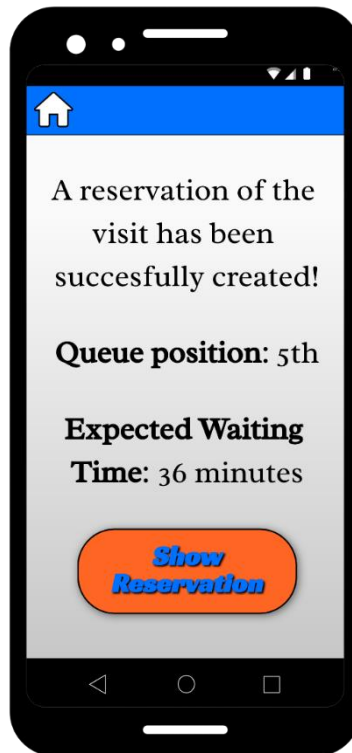 A reservation of the
visit has been
succesfully created!
Queue position: 5th
Expected Waiting
Time: 36 minutes
Show
Reservation